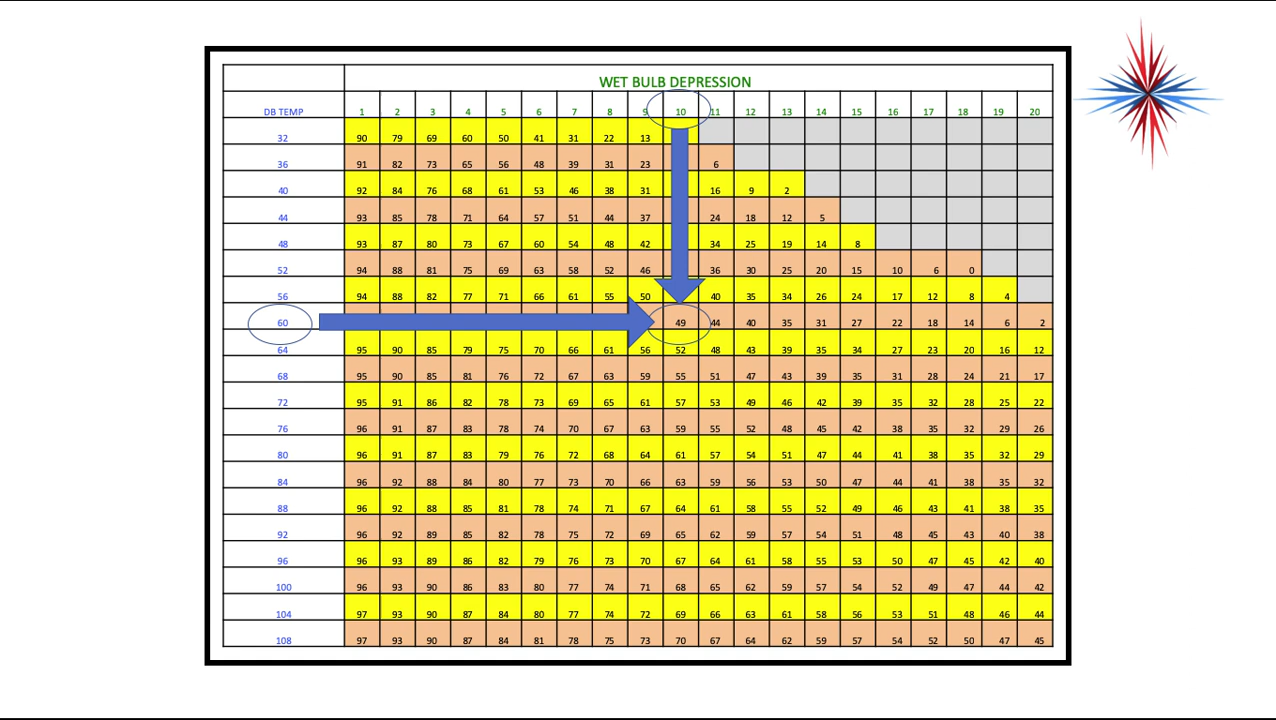 WET BULB DEPRESSION
DB TEMP 1 2 3 4 5 6 7 8 9 10 11 12 13 14 15 16 17 18 19 20
32 90 79 69 60 50 41 31 22 13
36 91 82 73 65 56 48 39 31 23 6
40 92 84 76 68 61 53 46 38 31 16 9 2
44 93 85 78 71 64 57 51 44 37 24 18 12 5
48 93 87 80 73 67 60 54 48 42 34 25 19 14 8
52 94 88 81 75 69 63 58 52 46 36 30 25 20 15 10 6 0
56 94 88 82 77 71 66 61 55 50 40 35 34 26 24 17 12 8 4
60 49 44 40 35 31 27 22 18 14 6 2
64 95 90 85 79 75 70 66 61 56 52 48 43 39 35 34 27 23 20 16 12
68 95 90 85 81 76 72 67 63 59 55 51 47 43 39 35 31 28 24 21 17
72 95 91 86 82 78 73 69 65 61 57 53 49 46 42 39 35 32 28 25 22
76 96 91 87 83 78 74 70 67 63 59 55 52 48 45 42 38 35 32 29 26
80 96 91 87 83 79 76 72 68 64 61 57 54 51 47 44 41 38 35 32 29
84 96 92 88 84 80 77 73 70 66 63 59 56 53 50 47 44 41 38 35 32
88 96 92 88 85 81 78 74 71 67 64 61 58 55 52 49 46 43 41 38 35
92 96 92 89 85 82 78 75 72 69 65 62 59 57 54 51 48 45 43 40 38
96 96 93 89 86 82 79 76 73 70 67 64 61 58 55 53 50 47 45 42 40
100 96 93 90 86 83 80 77 74 71 68 65 62 59 57 54 52 49 47 44 42
104 97 93 90 87 84 80 77 74 72 69 66 63 61 58 56 53 51 48 46 44
108 97 93 90 87 84 81 78 75 73 70 67 64 62 59 57 54 52 50 47 45